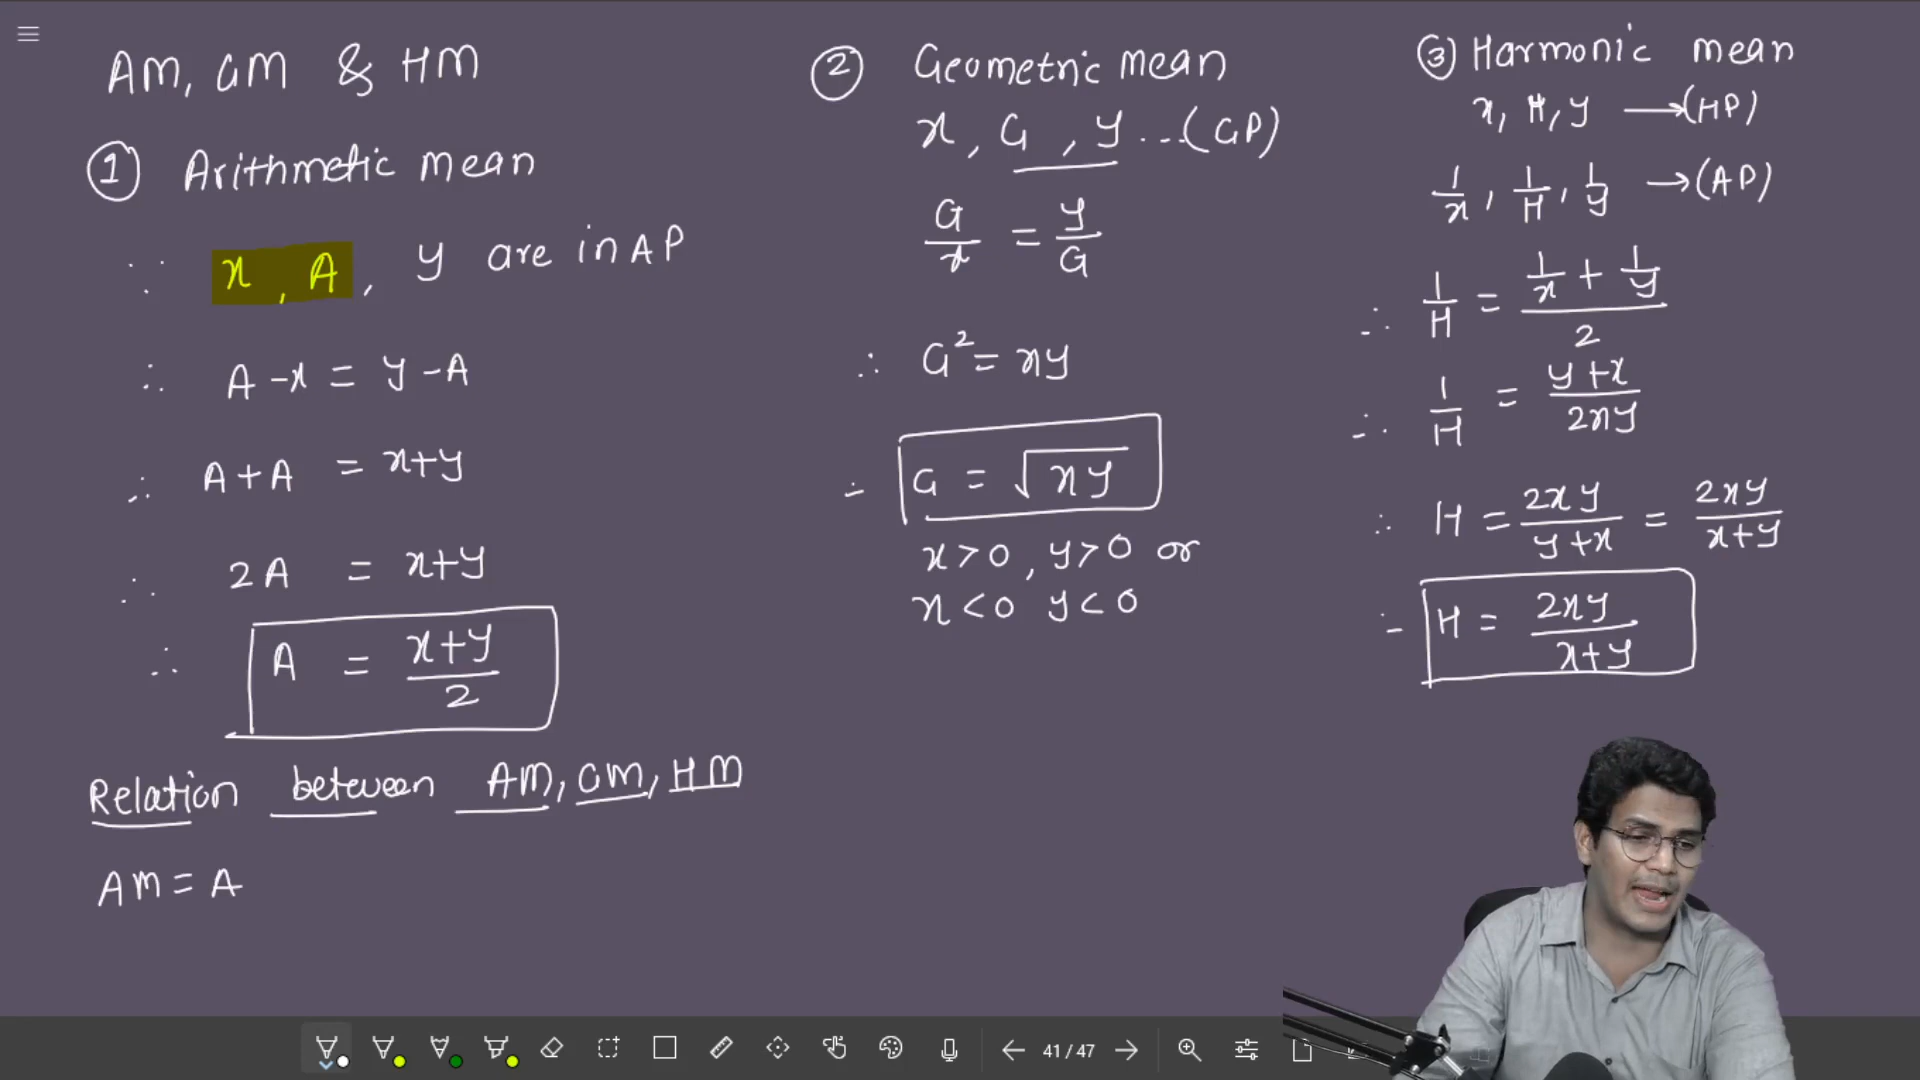 AM, GM & HM
① Arithmetic mean
∵ x, A, y are in AP
∴ A - x = y - A
∴ A + A = x+y
∴ 2A = x+y
∴ A = x+y/2
Relation between AM, GM, HM
AM = A
② Geometric mean
x, G, y ...(GP)
G/x = y/G
∴ G² = xy
∴ G = √xy
x > 0, y > 0 or
x < 0 y < 0
③ Harmonic mean
x, H, y → (HP)
1/x, 1/H, 1/y → (AP)
∴ 1/H = 1/x + 1/y / 2
∴ 1/H = y+x/2xy
∴ H = 2xy/y+x = 2xy/x+y
∴ H = 2xy/x+y
41 / 47